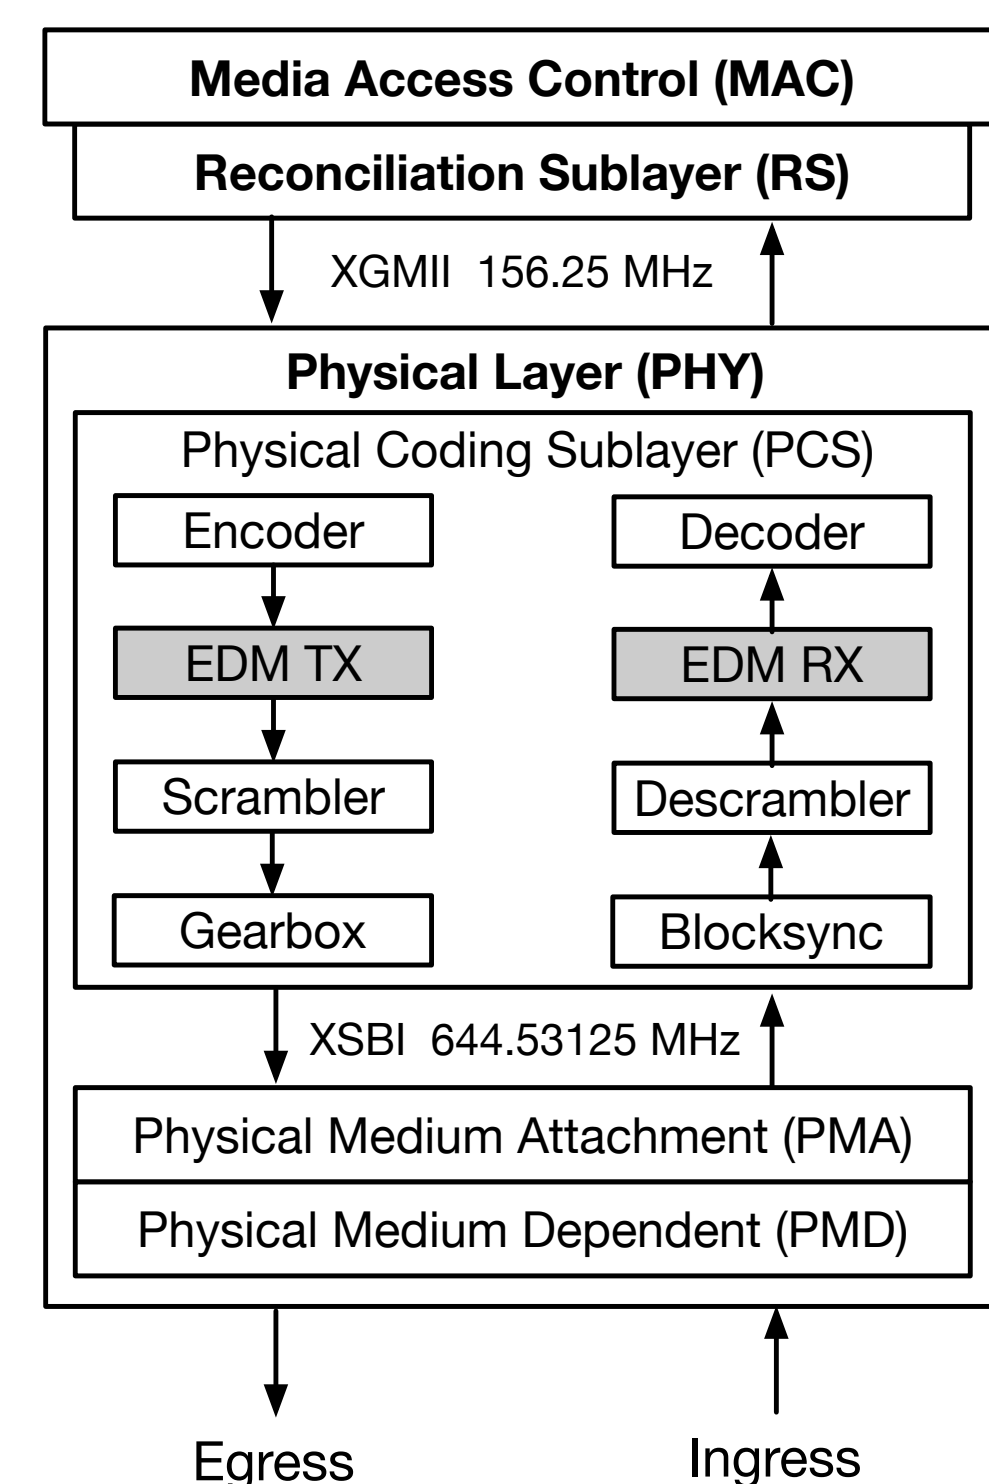 Media Access Control (MAC)
Reconciliation Sublayer (RS)
XGMII 156.25 MHz
Physical Layer (PHY)
Physical Coding Sublayer (PCS)
Encoder
Decoder
EDM TX
EDM RX
Scrambler
Descrambler
Gearbox
Blocksync
XSBI 644.53125 MHz
Physical Medium Attachment (PMA)
Physical Medium Dependent (PMD)
Egress
Ingress